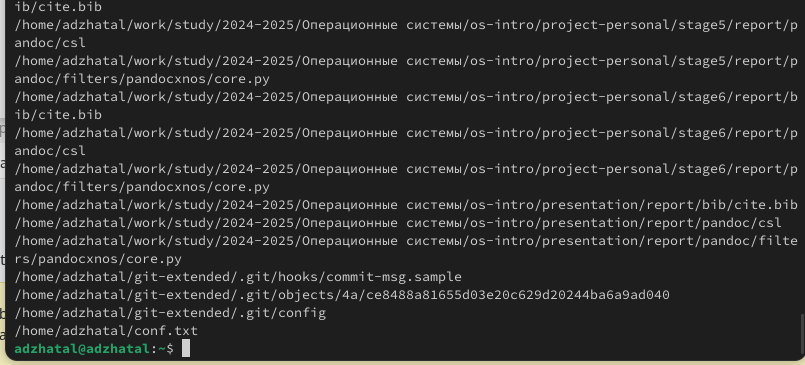 ib/cite.bib
/home/adzhatal/work/study/2024-2025/Операционные системы/os-intro/project-personal/stage5/report/p
andoc/csl
/home/adzhatal/work/study/2024-2025/Операционные системы/os-intro/project-personal/stage5/report/p
andoc/filters/pandocxnos/core.py
/home/adzhatal/work/study/2024-2025/Операционные системы/os-intro/project-personal/stage6/report/b
ib/cite.bib
/home/adzhatal/work/study/2024-2025/Операционные системы/os-intro/project-personal/stage6/report/p
andoc/csl
/home/adzhatal/work/study/2024-2025/Операционные системы/os-intro/project-personal/stage6/report/p
andoc/filters/pandocxnos/core.py
/home/adzhatal/work/study/2024-2025/Операционные системы/os-intro/presentation/report/bib/cite.bib
/home/adzhatal/work/study/2024-2025/Операционные системы/os-intro/presentation/report/pandoc/csl
/home/adzhatal/work/study/2024-2025/Операционные системы/os-intro/presentation/report/pandoc/filte
rs/pandocxnos/core.py
/home/adzhatal/git-extended/.git/hooks/commit-msg.sample
/home/adzhatal/git-extended/.git/objects/4a/ce8488a81655d03e20c629d20244ba6a9ad040
/home/adzhatal/git-extended/.git/config
/home/adzhatal/conf.txt
adzhatal@adzhatal:~$